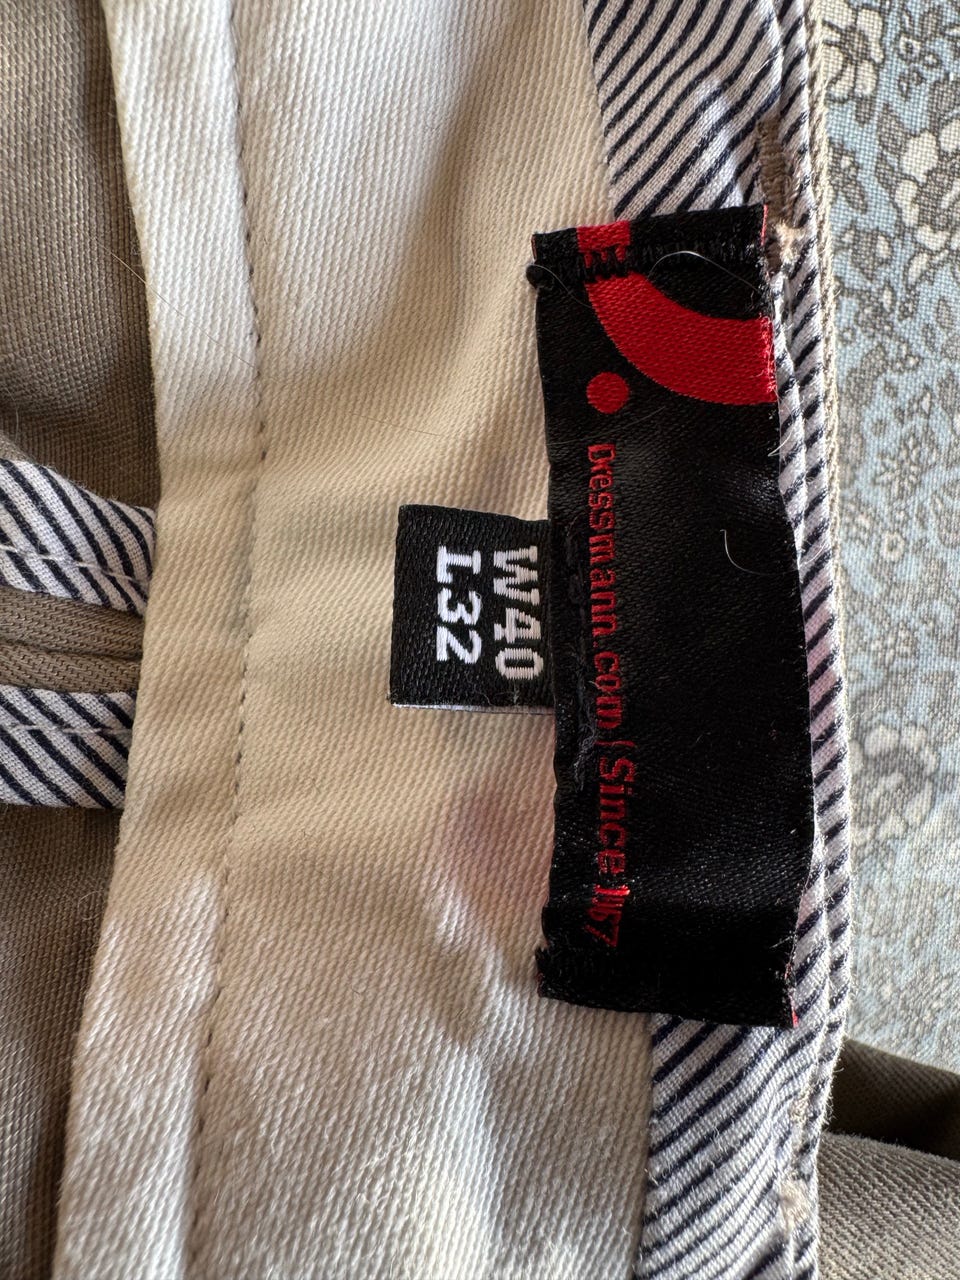 W40
L32
Dressmann.com | Since 1967